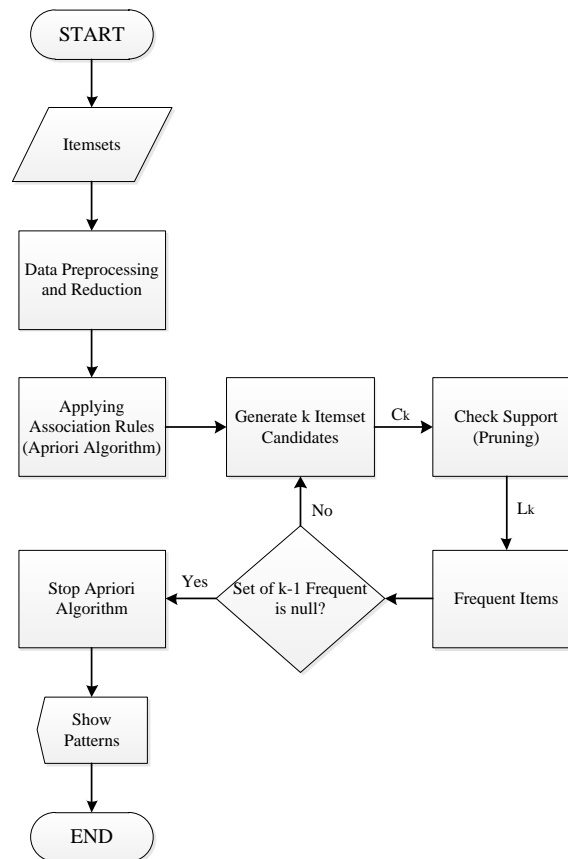 START
Itemsets
Data Preprocessing
and Reduction
Applying
Association Rules
(Apriori Algorithm)
Generate k Itemset
Candidates
Ck
Check Support
(Pruning)
Lk
Frequent Items
Set of k-1 Frequent
is null?
No
Yes
Stop Apriori
Algorithm
Show
Patterns
END